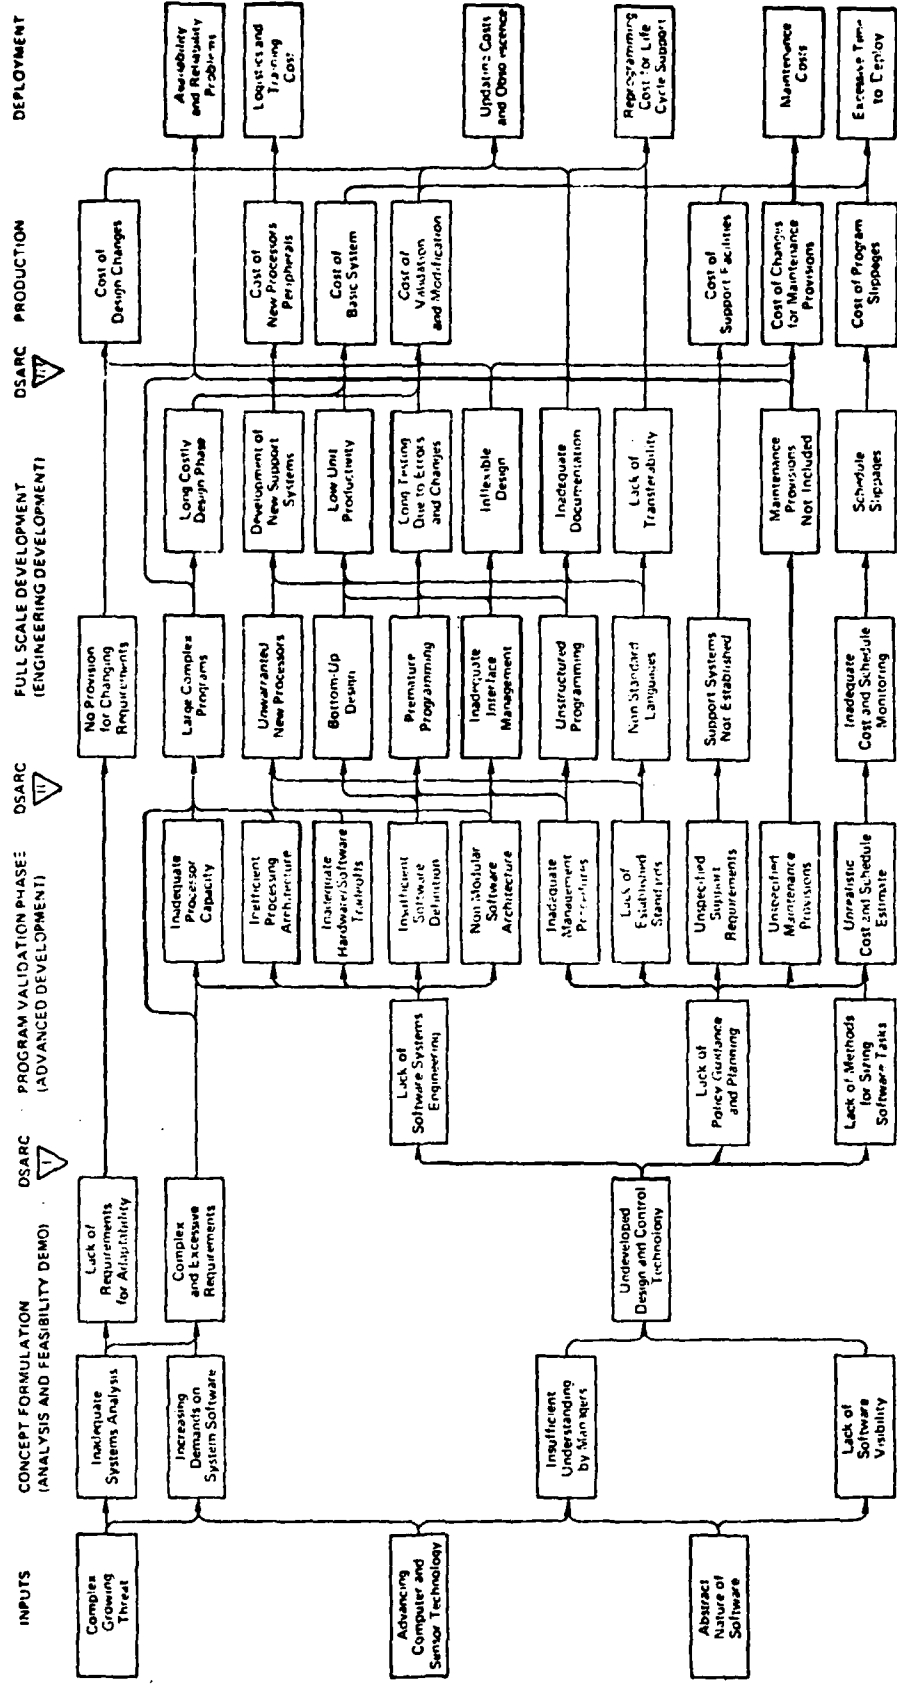 INPUTS
CONCEPT FORMULATION
(ANALYSIS AND FEASIBILITY DEMO)
DSARC
I
PROGRAM VALIDATION PHASE
(ADVANCED DEVELOPMENT)
DSARC
II
FULL SCALE DEVELOPMENT
(ENGINEERING DEVELOPMENT)
DSARC
III
PRODUCTION
DEPLOYMENT
Complex
Growing
Threat
Advancing
Computer and
Sensor Technology
Abstract
Nature of
Software
Inadequate
Systems Analysis
Increasing
Demands on
System Software
Insufficient
Understanding
by Managers
Lack of
Software
Visibility
Lack of
Requirements
for Adaptability
Complex
and Excessive
Requirements
Undeveloped
Design and Control
Technology
Lack of
Software Systems
Engineering
Lack of
Policy Guidance
and Planning
Lack of Methods
for Sizing
Software Tasks
Inadequate
Processor
Capacity
Inefficient
Processing
Architecture
Inadequate
Hardware/Software
Tradeoffs
Insufficient
Software
Definition
Non Modular
Software
Architecture
Inadequate
Management
Procedures
Lack of
Established
Standards
Unspecified
Support
Requirements
Unspecified
Maintenance
Provisions
Unrealistic
Cost and Schedule
Estimate
No Provision
for Changing
Requirements
Large Complex
Programs
Unwarranted
New Processors
Bottom-Up
Design
Premature
Programming
Inadequate
Interface
Management
Unstructured
Programming
Non Standard
Languages
Support Systems
Not Established
Inadequate
Cost and Schedule
Monitoring
Long Costly
Design Phase
Development of
New Support
Systems
Low Unit
Productivity
Long Testing
Due to Errors
and Changes
Inflexible
Design
Inadequate
Documentation
Lack of
Transferability
Maintenance
Provisions
Not Included
Schedule
Slippages
Cost of
Design Changes
Cost of
New Processors
Peripherals
Cost of
Basic System
Cost of
Validation
and Modification
Cost of
Support Facilities
Cost of Changes
for Maintenance
Provisions
Cost of Program
Slippages
Availability
and Reliability
Problems
Logistics and
Training
Cost
Updating Costs
and Obsolescence
Reprogramming
Cost for Life
Cycle Support
Maintenance
Costs
Excessive Time
to Deploy